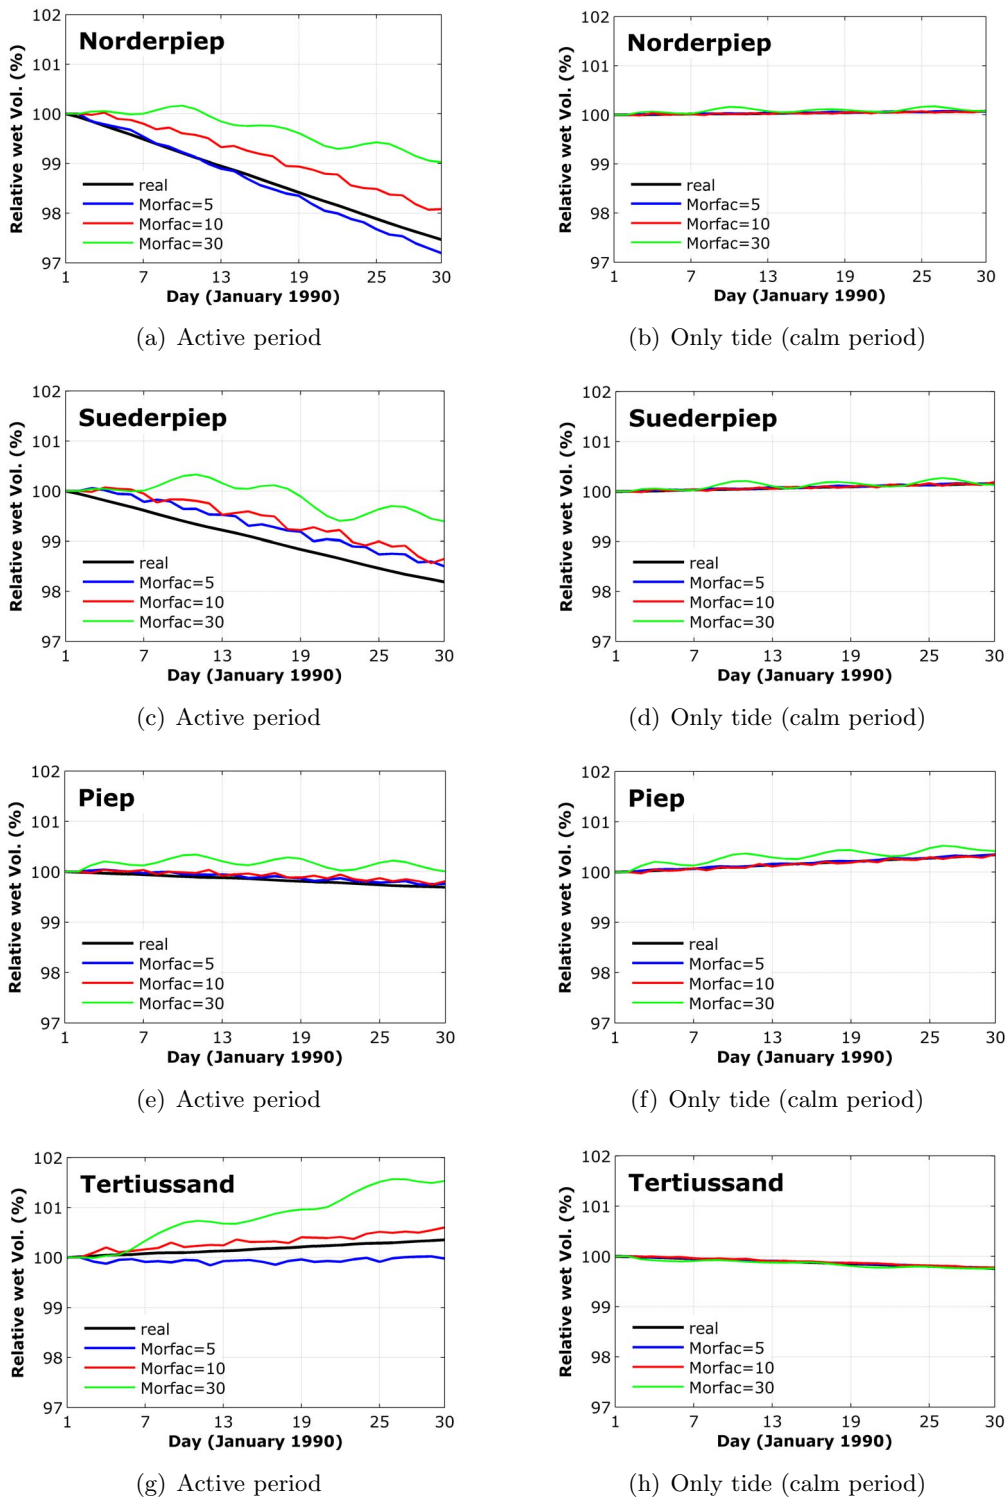 Norderpiep
Relative wet Vol. (%)
102
101
100
99
98
97
real
Morfac=5
Morfac=10
Morfac=30
1 7 13 19 25 30
Day (January 1990)
(a) Active period
Norderpiep
Relative wet Vol. (%)
102
101
100
99
98
97
real
Morfac=5
Morfac=10
Morfac=30
1 7 13 19 25 30
Day (January 1990)
(b) Only tide (calm period)
Suederpiep
Relative wet Vol. (%)
102
101
100
99
98
97
real
Morfac=5
Morfac=10
Morfac=30
1 7 13 19 25 30
Day (January 1990)
(c) Active period
Suederpiep
Relative wet Vol. (%)
102
101
100
99
98
97
real
Morfac=5
Morfac=10
Morfac=30
1 7 13 19 25 30
Day (January 1990)
(d) Only tide (calm period)
Piep
Relative wet Vol. (%)
102
101
100
99
98
97
real
Morfac=5
Morfac=10
Morfac=30
1 7 13 19 25 30
Day (January 1990)
(e) Active period
Piep
Relative wet Vol. (%)
102
101
100
99
98
97
real
Morfac=5
Morfac=10
Morfac=30
1 7 13 19 25 30
Day (January 1990)
(f) Only tide (calm period)
Tertiussand
Relative wet Vol. (%)
102
101
100
99
98
97
real
Morfac=5
Morfac=10
Morfac=30
1 7 13 19 25 30
Day (January 1990)
(g) Active period
Tertiussand
Relative wet Vol. (%)
102
101
100
99
98
97
real
Morfac=5
Morfac=10
Morfac=30
1 7 13 19 25 30
Day (January 1990)
(h) Only tide (calm period)